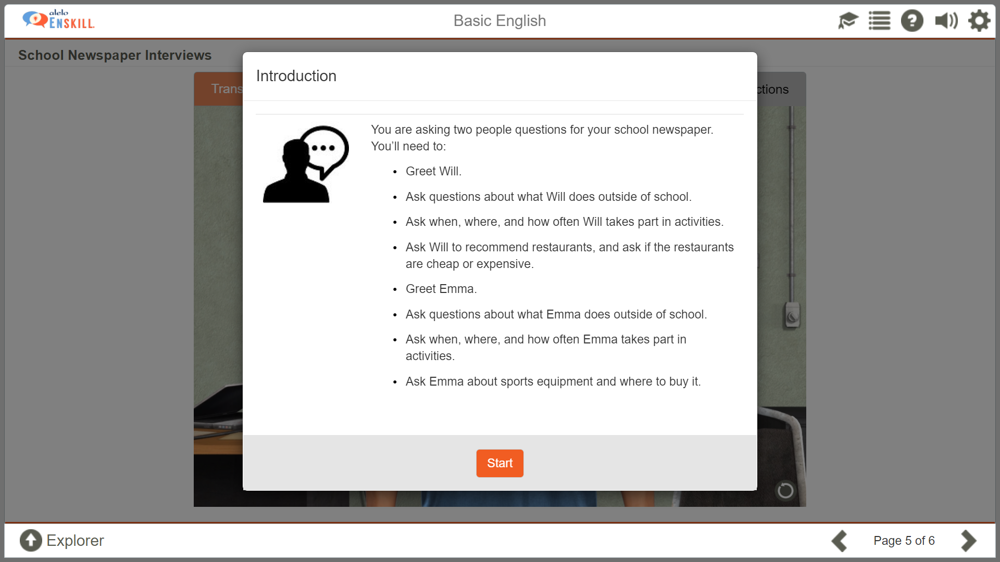 alelo
ENSKILL.
Basic English
?
School Newspaper Interviews
Introduction
You are asking two people questions for your school newspaper.
You’ll need to:
• Greet Will.
• Ask questions about what Will does outside of school.
• Ask when, where, and how often Will takes part in activities.
• Ask Will to recommend restaurants, and ask if the restaurants
are cheap or expensive.
• Greet Emma.
• Ask questions about what Emma does outside of school.
• Ask when, where, and how often Emma takes part in
activities.
• Ask Emma about sports equipment and where to buy it.
Start
Explorer
Page 5 of 6